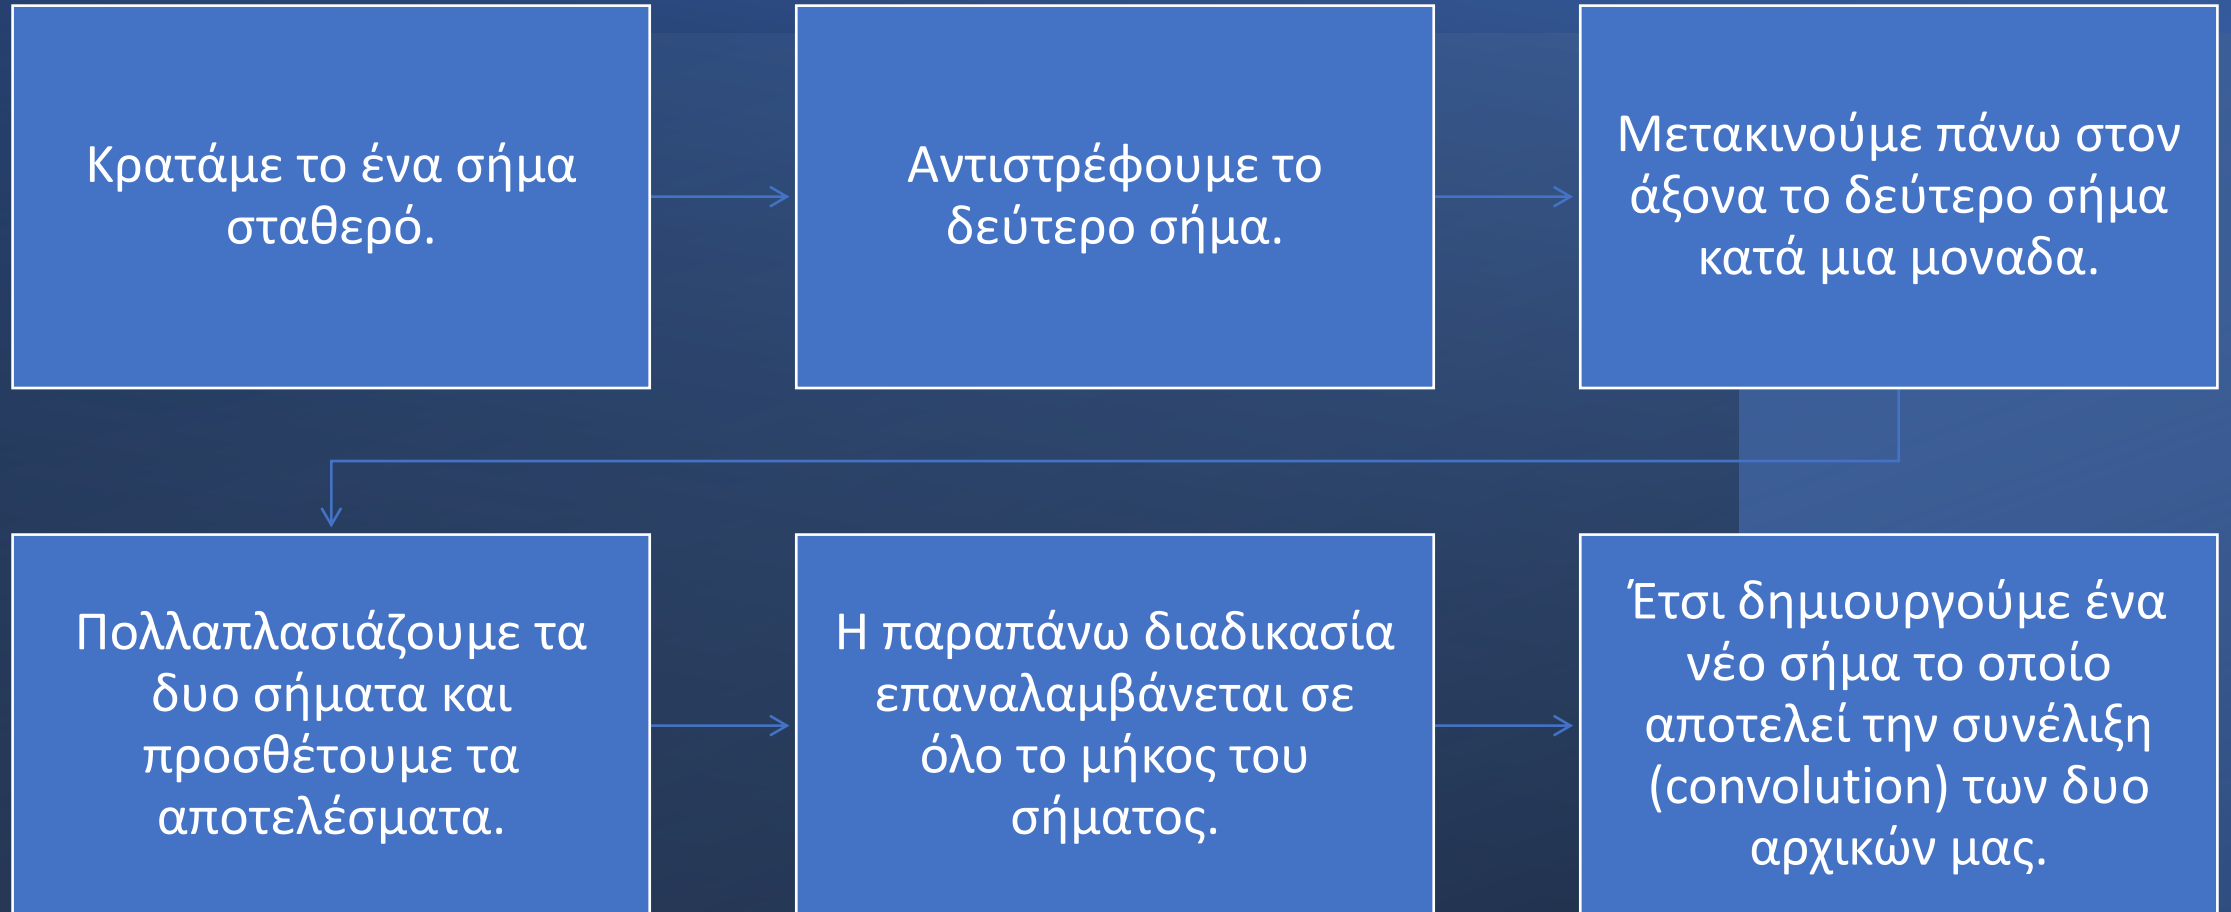 Κρατάμε το ένα σήμα
σταθερό.
Αντιστρέφουμε το
δεύτερο σήμα.
Μετακινούμε πάνω στον
άξονα το δεύτερο σήμα
κατά μια μοναδα.
Πολλαπλασιάζουμε τα
δυο σήματα και
προσθέτουμε τα
αποτελέσματα.
Η παραπάνω διαδικασία
επαναλαμβάνεται σε
όλο το μήκος του
σήματος.
Έτσι δημιουργούμε ένα
νέο σήμα το οποίο
αποτελεί την συνέλιξη
(convolution) των δυο
αρχικών μας.